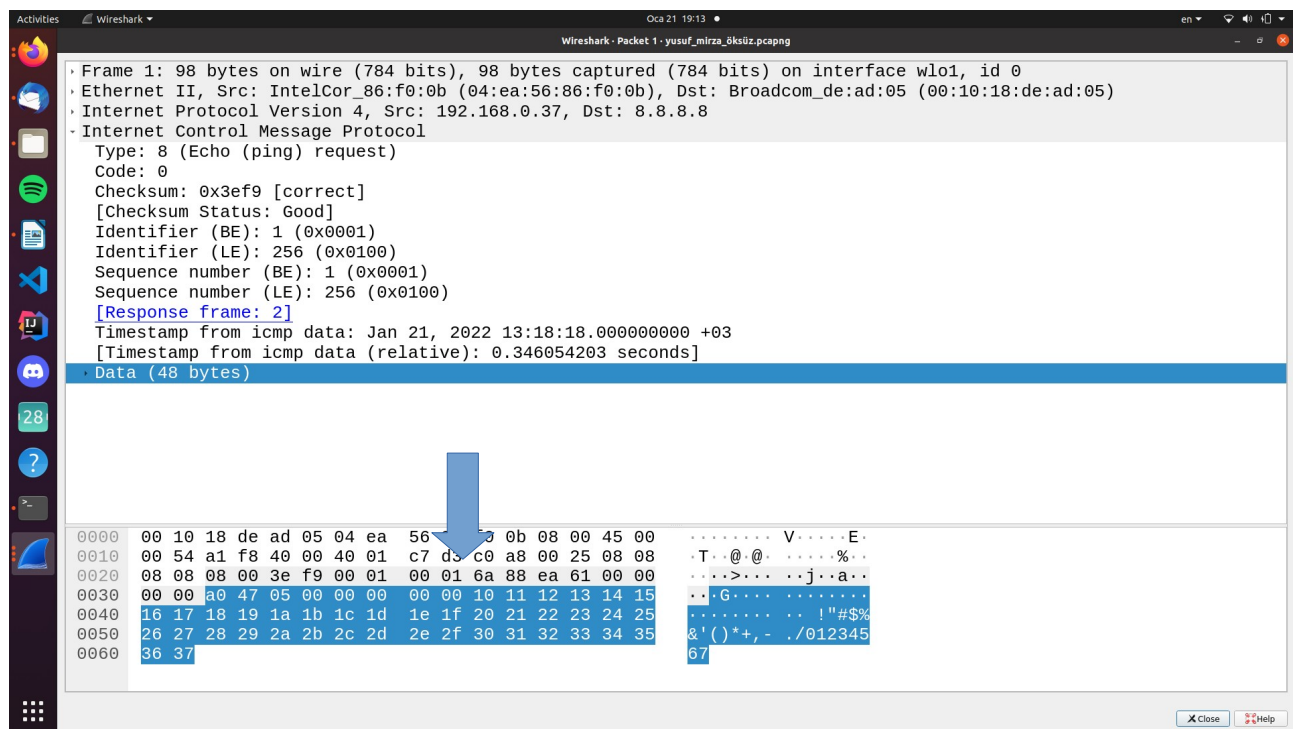 Activities Wireshark Oca 21 19:13 en
Wireshark · Packet 1 · yusuf_mirza_öksüz.pcapng
Frame 1: 98 bytes on wire (784 bits), 98 bytes captured (784 bits) on interface wlo1, id 0
Ethernet II, Src: IntelCor_86:f0:0b (04:ea:56:86:f0:0b), Dst: Broadcom_de:ad:05 (00:10:18:de:ad:05)
Internet Protocol Version 4, Src: 192.168.0.37, Dst: 8.8.8.8
Internet Control Message Protocol
Type: 8 (Echo (ping) request)
Code: 0
Checksum: 0x3ef9 [correct]
[Checksum Status: Good]
Identifier (BE): 1 (0x0001)
Identifier (LE): 256 (0x0100)
Sequence number (BE): 1 (0x0001)
Sequence number (LE): 256 (0x0100)
[Response frame: 2]
Timestamp from icmp data: Jan 21, 2022 13:18:18.000000000 +03
[Timestamp from icmp data (relative): 0.346054203 seconds]
Data (48 bytes)
28
0000 00 10 18 de ad 05 04 ea 56 0b 08 00 45 00 ········ V·····E·
0010 00 54 a1 f8 40 00 40 01 c7 d3 c0 a8 00 25 08 08 ·T··@·@· ·····%··
0020 08 08 08 00 3e f9 00 01 00 01 6a 88 ea 61 00 00 ····>··· ··j··a··
0030 00 00 a0 47 05 00 00 00 00 00 10 11 12 13 14 15 ···G···· ········
0040 16 17 18 19 1a 1b 1c 1d 1e 1f 20 21 22 23 24 25 ········ ·· !"#$%
0050 26 27 28 29 2a 2b 2c 2d 2e 2f 30 31 32 33 34 35 &'()*+,- ./012345
0060 36 37 67
Close Help